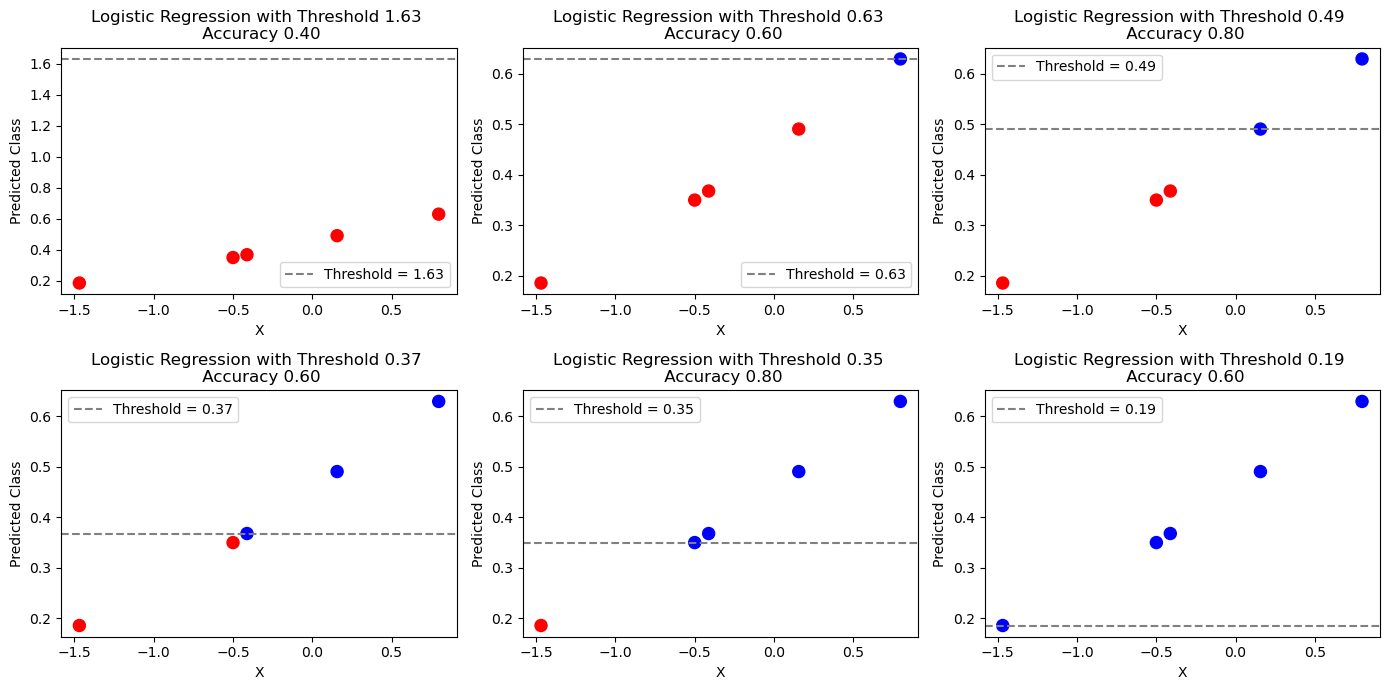 Logistic Regression with Threshold 1.63
Accuracy 0.40
Predicted Class
1.6
1.4
1.2
1.0
0.8
0.6
0.4
0.2
Threshold = 1.63
−1.5 −1.0 −0.5 0.0 0.5
X
Logistic Regression with Threshold 0.63
Accuracy 0.60
Predicted Class
0.6
0.5
0.4
0.3
0.2
Threshold = 0.63
−1.5 −1.0 −0.5 0.0 0.5
X
Logistic Regression with Threshold 0.49
Accuracy 0.80
Threshold = 0.49
Predicted Class
0.6
0.5
0.4
0.3
0.2
−1.5 −1.0 −0.5 0.0 0.5
X
Logistic Regression with Threshold 0.37
Accuracy 0.60
Threshold = 0.37
Predicted Class
0.6
0.5
0.4
0.3
0.2
−1.5 −1.0 −0.5 0.0 0.5
X
Logistic Regression with Threshold 0.35
Accuracy 0.80
Threshold = 0.35
Predicted Class
0.6
0.5
0.4
0.3
0.2
−1.5 −1.0 −0.5 0.0 0.5
X
Logistic Regression with Threshold 0.19
Accuracy 0.60
Threshold = 0.19
Predicted Class
0.6
0.5
0.4
0.3
0.2
−1.5 −1.0 −0.5 0.0 0.5
X